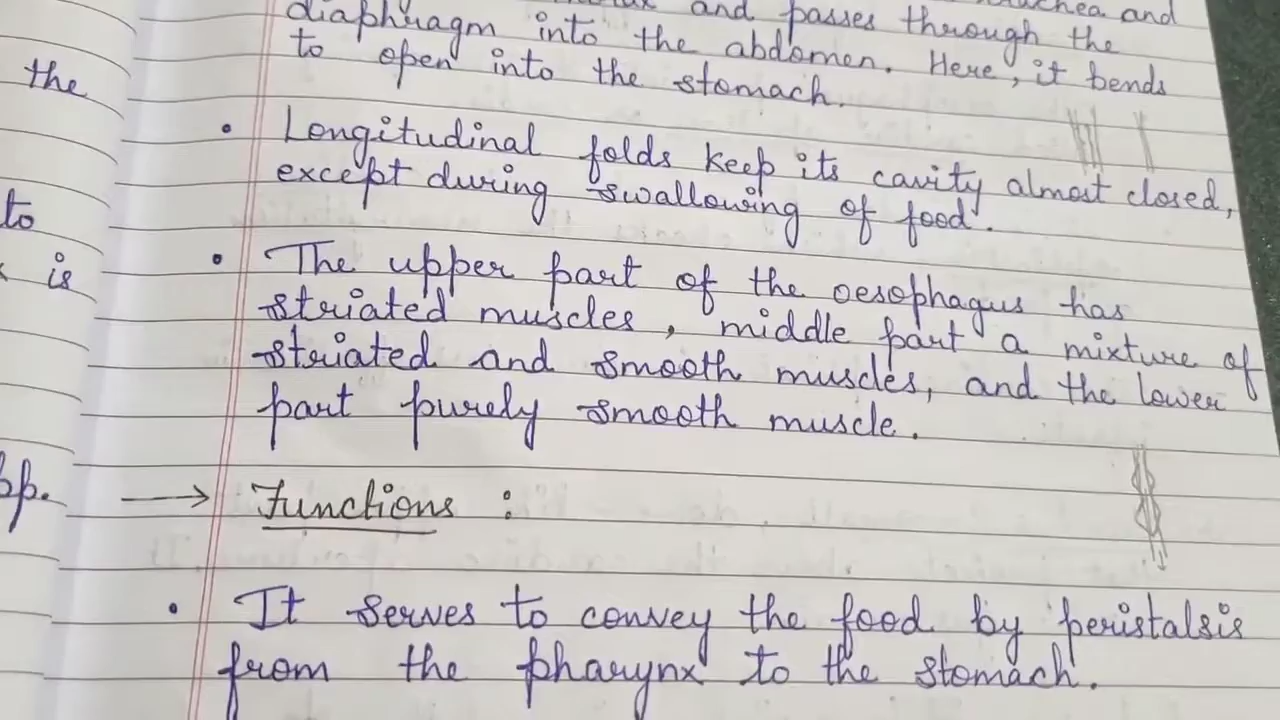 the
to
is
and passes through the
diaphragm into the abdomen. Here, it bends
to open into the stomach.
• Longitudinal folds keep its cavity almost closed,
except during swallowing of food.
• The upper part of the oesophagus has
striated muscles, middle part a mixture of
striated and smooth muscles, and the lower
part purely smooth muscle.
→ Functions :
• It serves to convey the food by peristalsis
from the pharynx to the stomach.